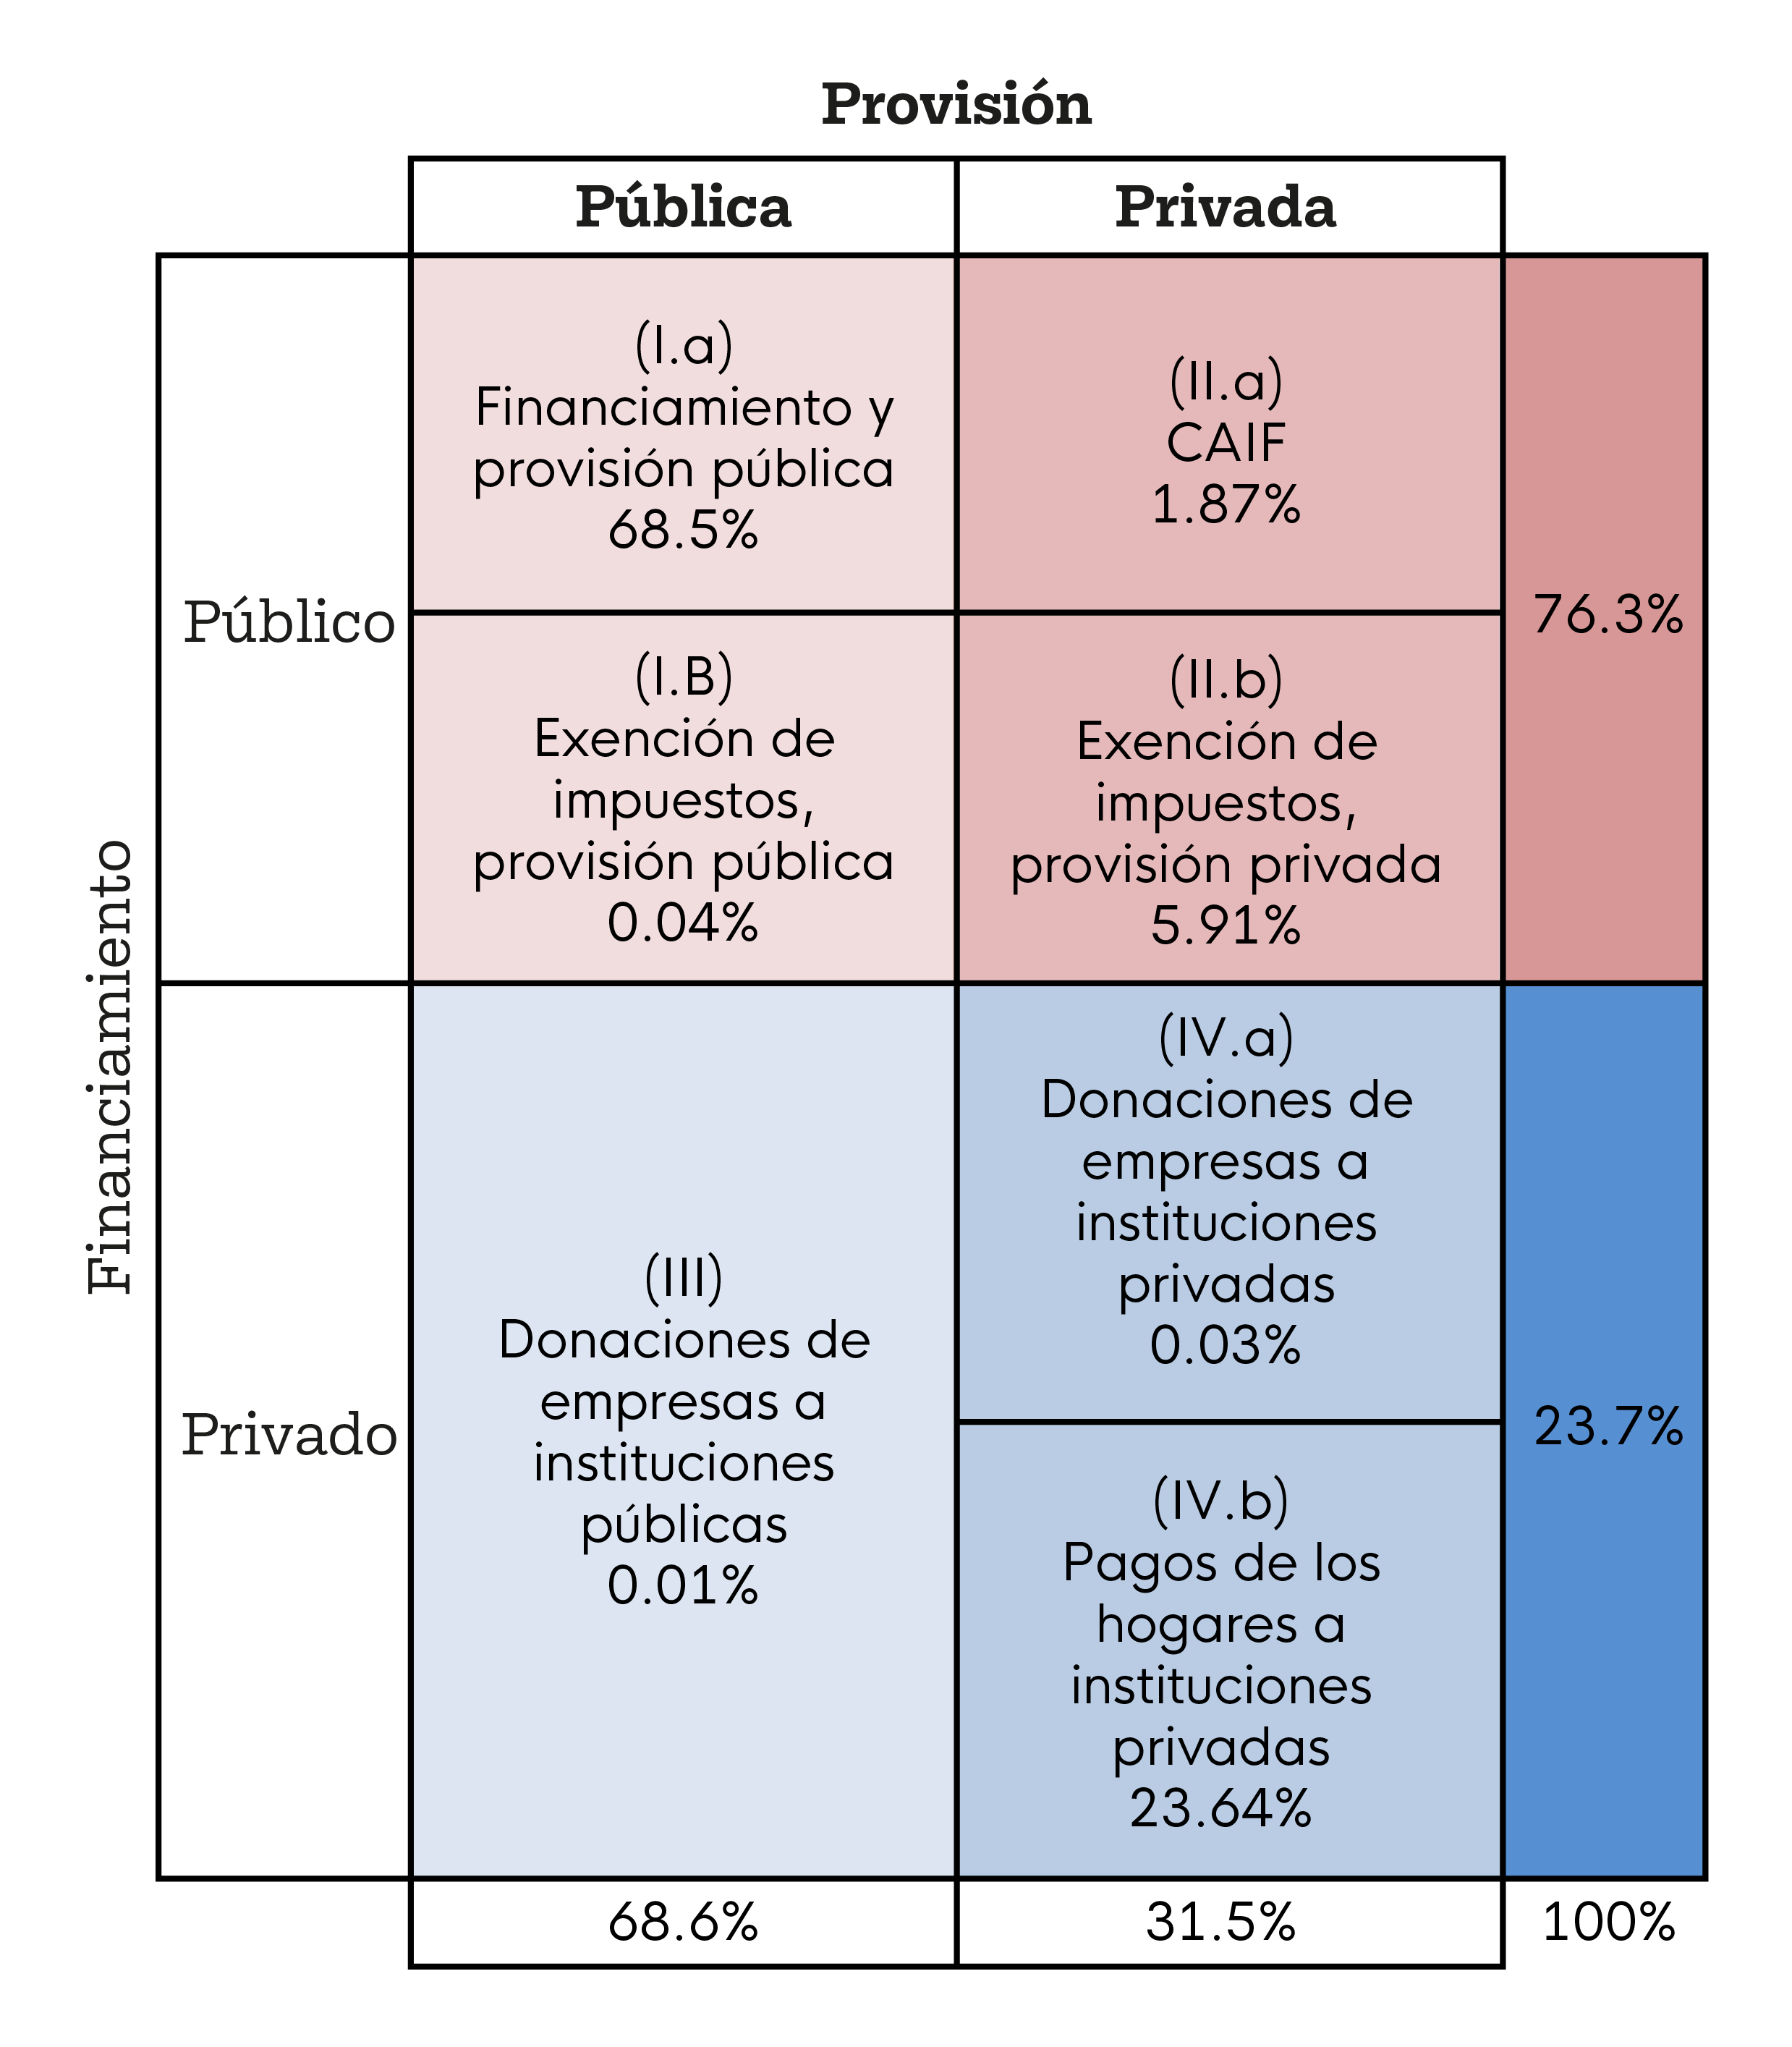 Provisión
Pública
Privada
Financiamiento
Público
(I.a)
Financiamiento y
provisión pública
68.5%
(II.a)
CAIF
1.87%
76.3%
(I.B)
Exención de
impuestos,
provisión pública
0.04%
(II.b)
Exención de
impuestos,
provisión privada
5.91%
Privado
(III)
Donaciones de
empresas a
instituciones
públicas
0.01%
(IV.a)
Donaciones de
empresas a
instituciones
privadas
0.03%
23.7%
(IV.b)
Pagos de los
hogares a
instituciones
privadas
23.64%
68.6%
31.5%
100%